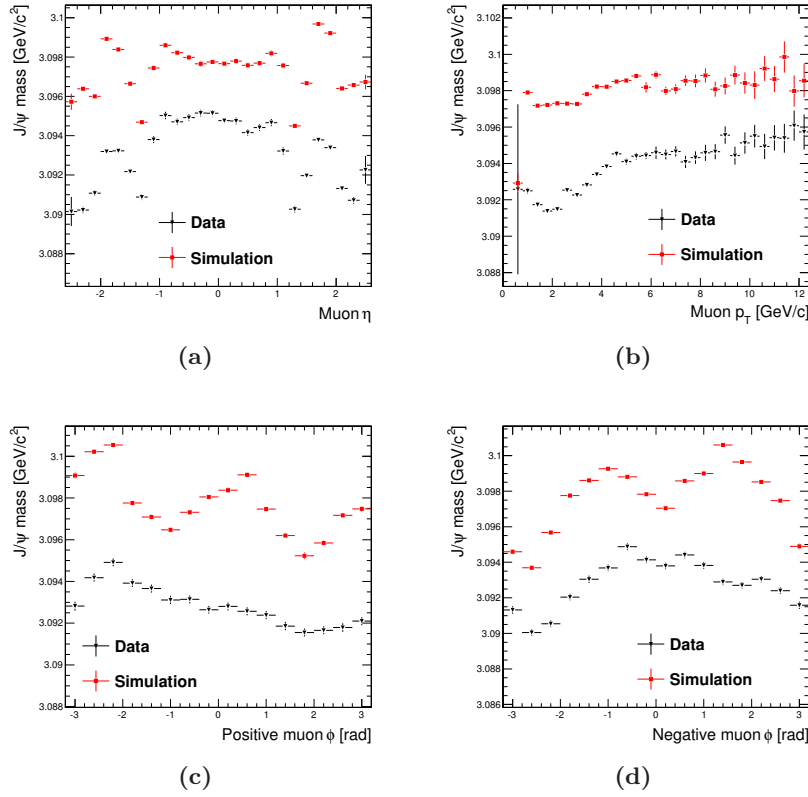 J/ψ mass [GeV/c²]
3.1
3.098
3.096
3.094
3.092
3.09
3.088
Data
Simulation
-2 -1 0 1 2
Muon η
(a)
J/ψ mass [GeV/c²]
3.102
3.1
3.098
3.096
3.094
3.092
3.09
3.088
Data
Simulation
0 2 4 6 8 10 12
Muon p_T [GeV/c]
(b)
J/ψ mass [GeV/c²]
3.1
3.098
3.096
3.094
3.092
3.09
3.088
Data
Simulation
-3 -2 -1 0 1 2 3
Positive muon ϕ [rad]
(c)
J/ψ mass [GeV/c²]
3.1
3.098
3.096
3.094
3.092
3.09
3.088
3.086
Data
Simulation
-3 -2 -1 0 1 2 3
Negative muon ϕ [rad]
(d)